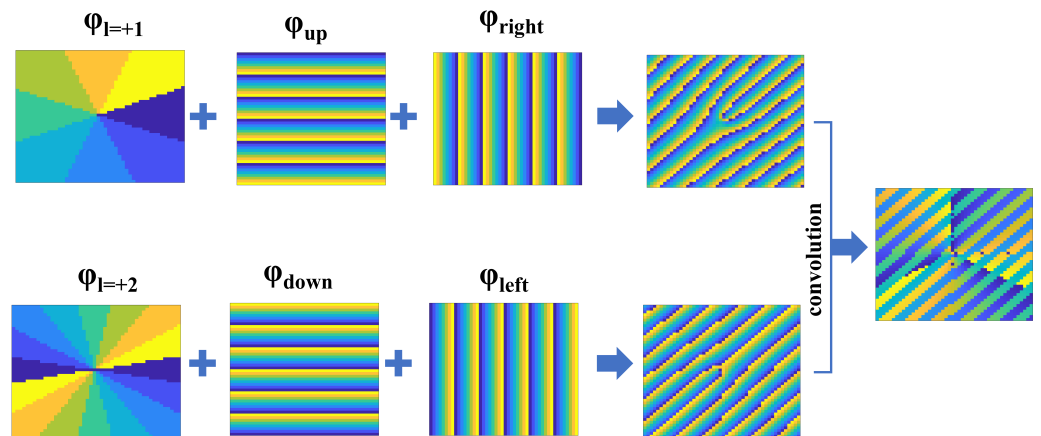 φl=+1
φup
φright
φl=+2
φdown
φleft
convolution